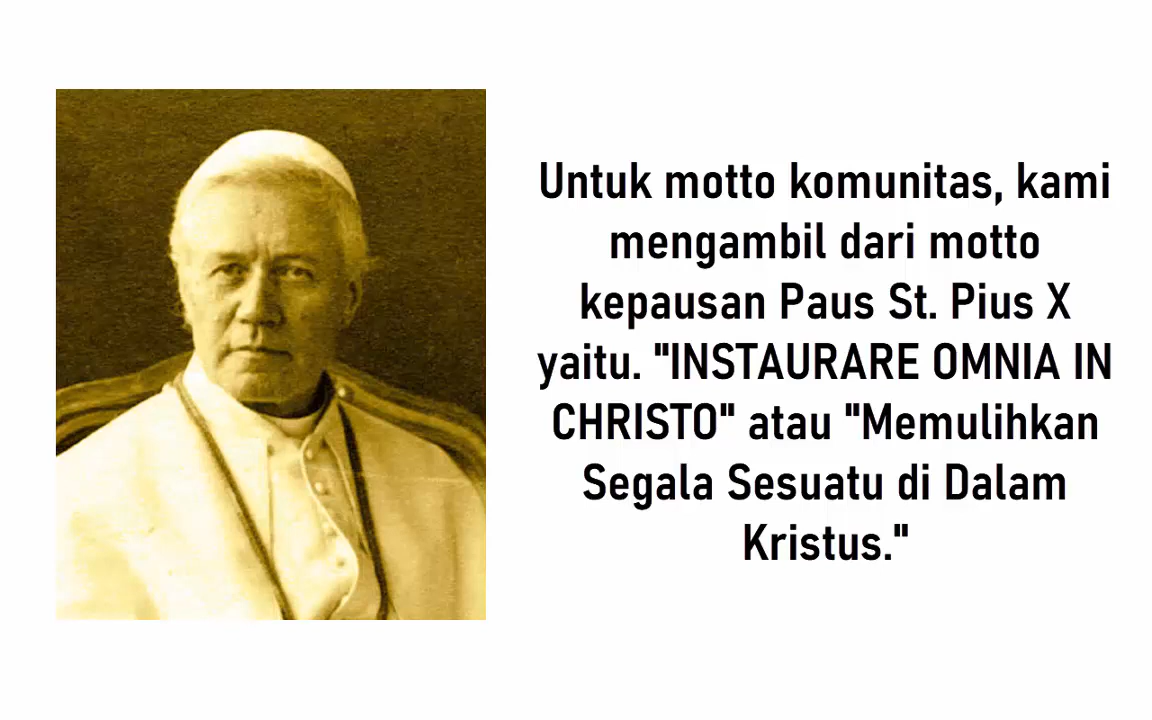 Untuk motto komunitas, kami
mengambil dari motto
kepausan Paus St. Pius X
yaitu. "INSTAURARE OMNIA IN
CHRISTO" atau "Memulihkan
Segala Sesuatu di Dalam
Kristus."